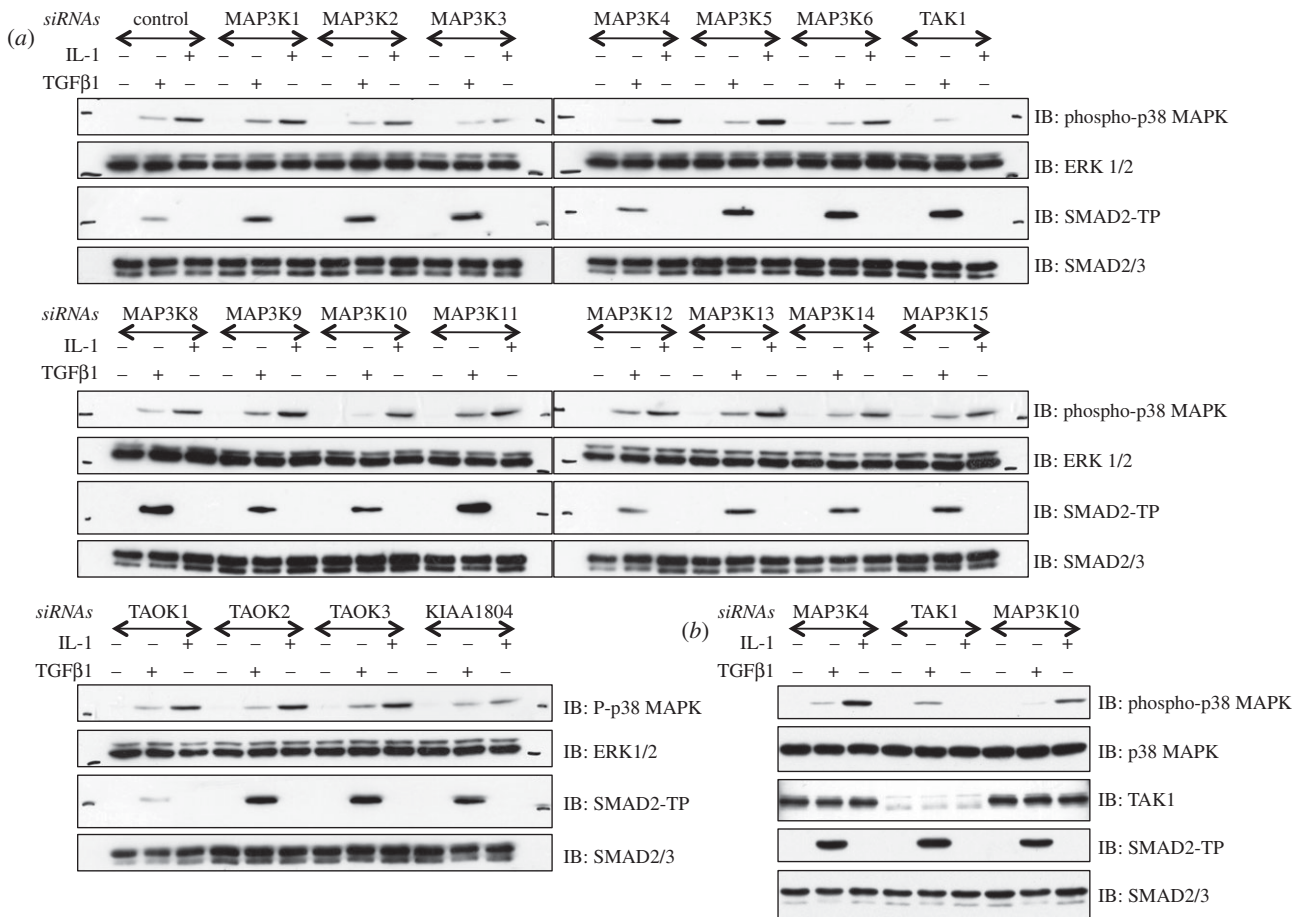 siRNAs control MAP3K1 MAP3K2 MAP3K3 MAP3K4 MAP3K5 MAP3K6 TAK1
(a)
IL-1 – – + – – + – – + – – + – – + – – + – – + – – +
TGFβ1 – + – – + – – + – – + – – + – – + – – + – – + –
IB: phospho-p38 MAPK
IB: ERK 1/2
IB: SMAD2-TP
IB: SMAD2/3
siRNAs MAP3K8 MAP3K9 MAP3K10 MAP3K11 MAP3K12 MAP3K13 MAP3K14 MAP3K15
IL-1 – – + – – + – – + – – + – – + – – + – – + – – +
TGFβ1 – + – – + – – + – – + – – + – – + – – + – – + –
IB: phospho-p38 MAPK
IB: ERK 1/2
IB: SMAD2-TP
IB: SMAD2/3
siRNAs TAOK1 TAOK2 TAOK3 KIAA1804
IL-1 – – + – – + – – + – – +
TGFβ1 – + – – + – – + – – + –
IB: P-p38 MAPK
IB: ERK1/2
IB: SMAD2-TP
IB: SMAD2/3
(b)
siRNAs MAP3K4 TAK1 MAP3K10
IL-1 – – + – – + – – +
TGFβ1 – + – – + – – + –
IB: phospho-p38 MAPK
IB: p38 MAPK
IB: TAK1
IB: SMAD2-TP
IB: SMAD2/3